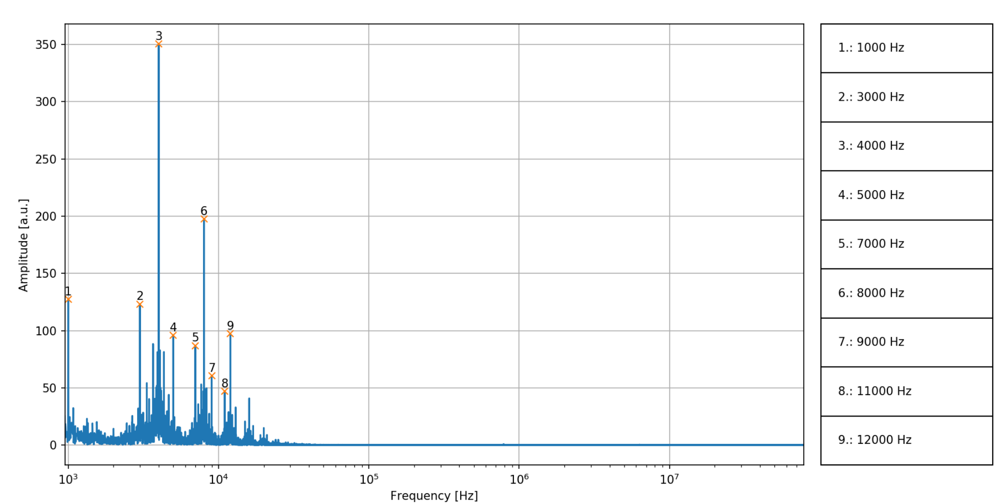 350
300
250
200
150
100
50
0
Amplitude [a.u.]
1
2
3
4
5
6
7
8
9
10³
10⁴
10⁵
10⁶
10⁷
Frequency [Hz]
1.: 1000 Hz
2.: 3000 Hz
3.: 4000 Hz
4.: 5000 Hz
5.: 7000 Hz
6.: 8000 Hz
7.: 9000 Hz
8.: 11000 Hz
9.: 12000 Hz